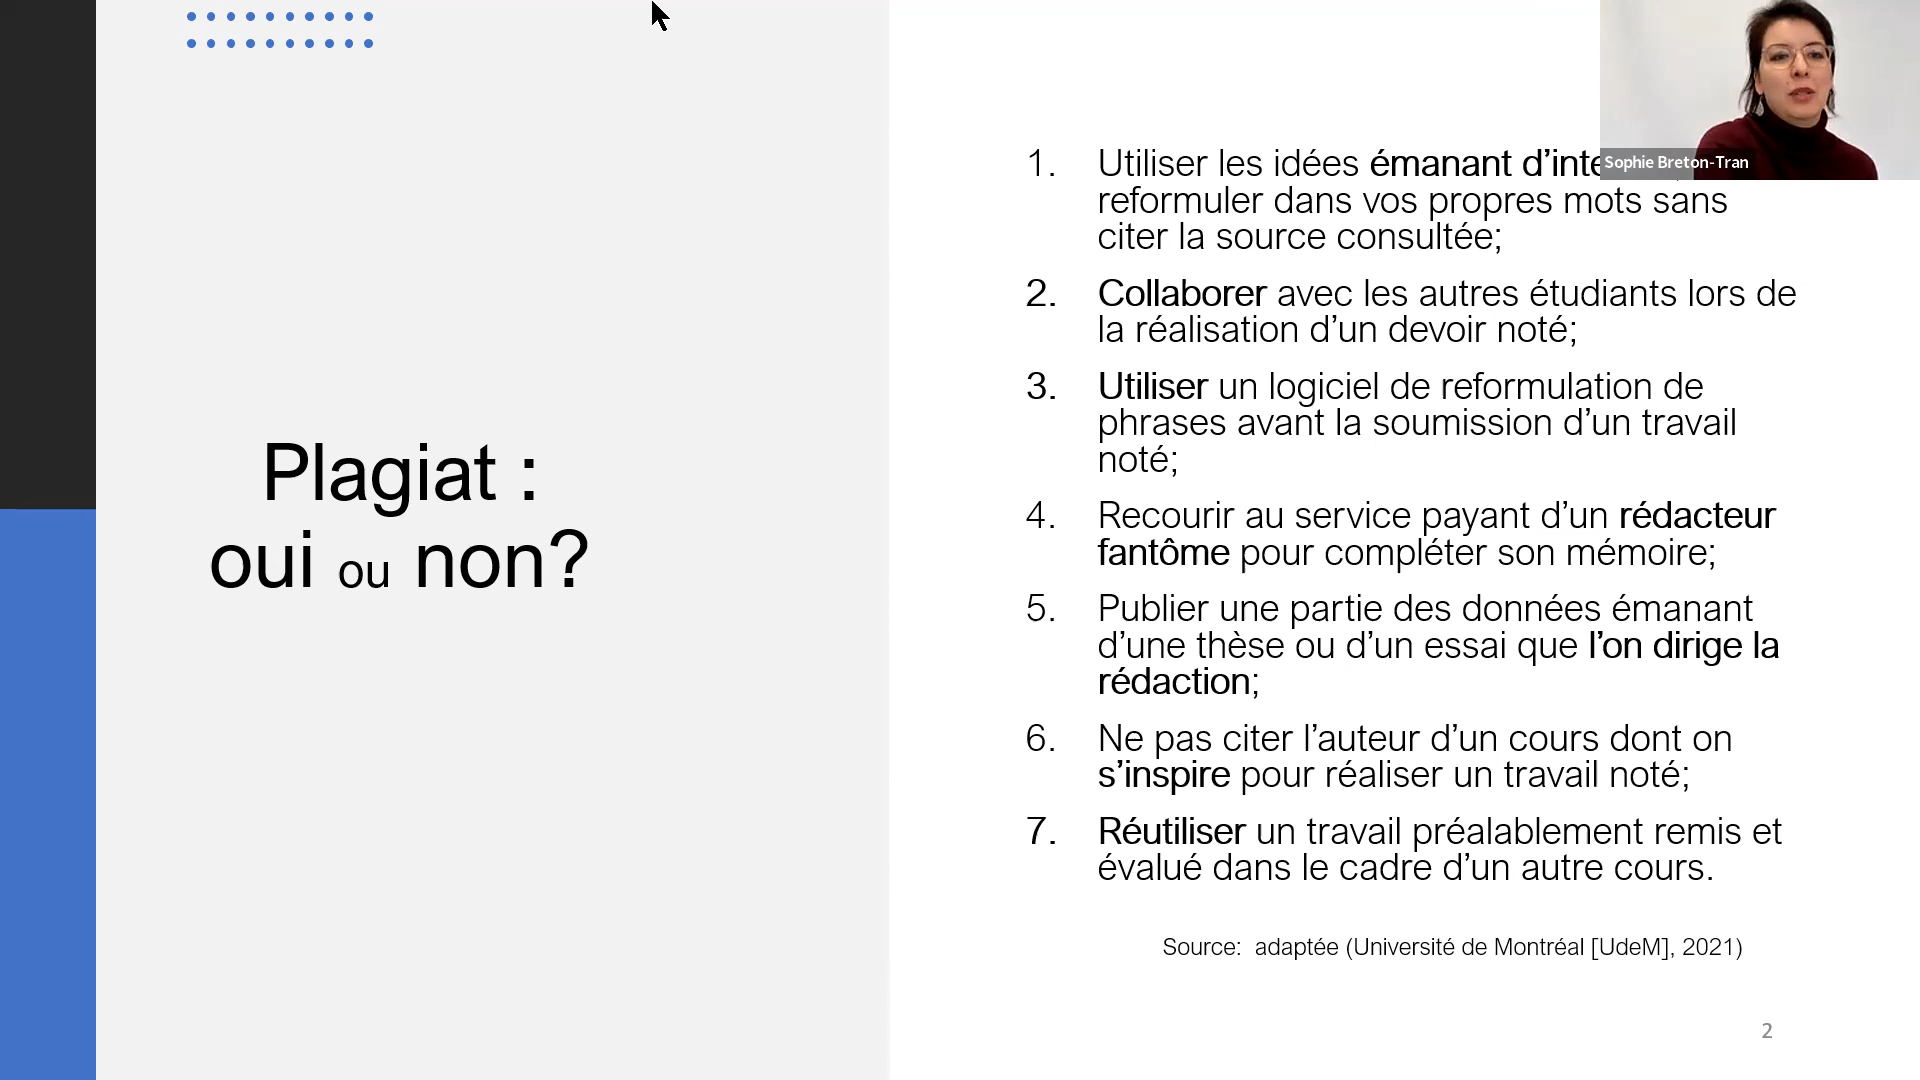 Plagiat :
oui ou non?
1. Utiliser les idées émanant
reformuler dans vos propres mots sans
citer la source consultée;
2. Collaborer avec les autres étudiants lors de
la réalisation d’un devoir noté;
3. Utiliser un logiciel de reformulation de
phrases avant la soumission d’un travail
noté;
4. Recourir au service payant d’un rédacteur
fantôme pour compléter son mémoire;
5. Publier une partie des données émanant
d’une thèse ou d’un essai que l’on dirige la
rédaction;
6. Ne pas citer l’auteur d’un cours dont on
s’inspire pour réaliser un travail noté;
7. Réutiliser un travail préalablement remis et
évalué dans le cadre d’un autre cours.
Source: adaptée (Université de Montréal [UdeM], 2021)
2
Sophie Breton-Tran